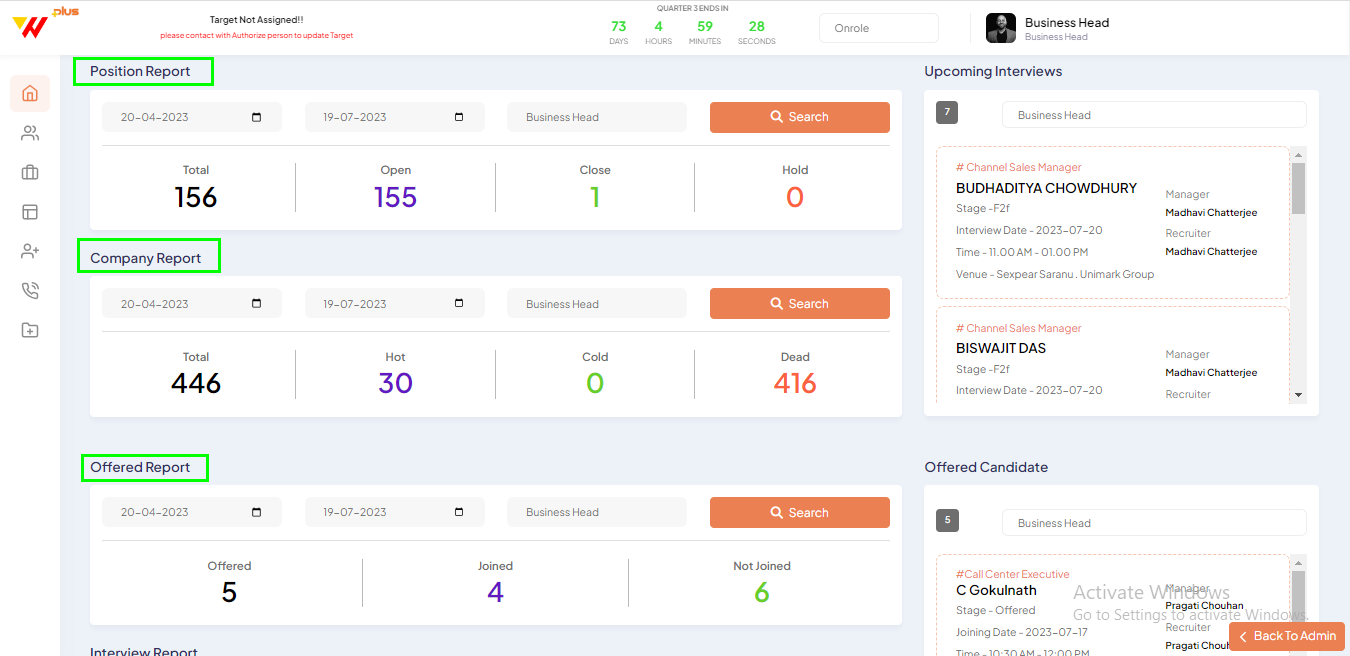 plus
Target Not Assigned!!
please contact with Authorize person to update Target
QUARTER 3 ENDS IN
73 4 59 28
DAYS HOURS MINUTES SECONDS
Onrole
Business Head
Business Head
Position Report
20-04-2023 19-07-2023 Business Head Search
Total Open Close Hold
156 155 1 0
Company Report
20-04-2023 19-07-2023 Business Head Search
Total Hot Cold Dead
446 30 0 416
Offered Report
20-04-2023 19-07-2023 Business Head Search
Offered Joined Not Joined
5 4 6
Interview Report
Upcoming Interviews
7 Business Head
# Channel Sales Manager
BUDHADITYA CHOWDHURY
Stage -F2f
Interview Date - 2023-07-20
Time - 11.00 AM - 01.00 PM
Venue - Sexpear Saranu . Unimark Group
Manager
Madhavi Chatterjee
Recruiter
Madhavi Chatterjee
# Channel Sales Manager
BISWAJIT DAS
Stage -F2f
Interview Date - 2023-07-20
Manager
Madhavi Chatterjee
Recruiter
Offered Candidate
5 Business Head
#Call Center Executive
C Gokulnath
Stage - Offered
Joining Date - 2023-07-17
Time - 10:30 AM - 12:00 PM
Manager
Pragati Chouhan
Recruiter
Pragati Chouh
Activate Windows
Go to Settings to activate Windows.
Back To Admin